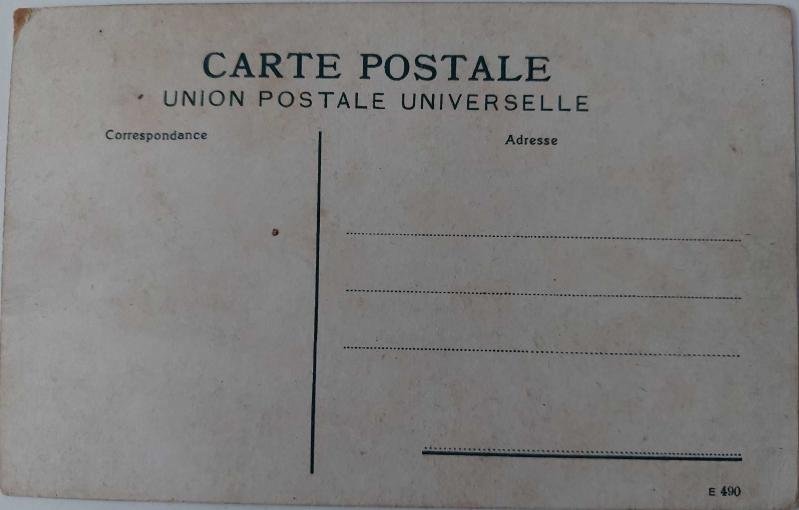 CARTE POSTALE
UNION POSTALE UNIVERSELLE
Correspondance
Adresse
E 490